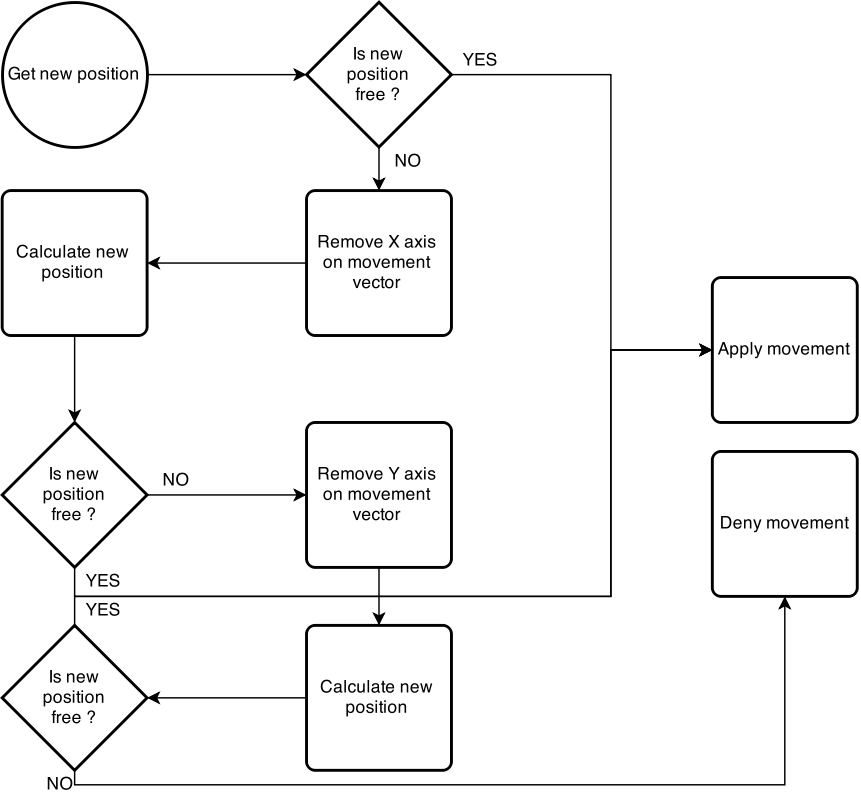 Get new position
Is new
position
free ?
YES
NO
Calculate new
position
Remove X axis
on movement
vector
Apply movement
Is new
position
free ?
NO
Remove Y axis
on movement
vector
Deny movement
YES
YES
Is new
position
free ?
Calculate new
position
NO